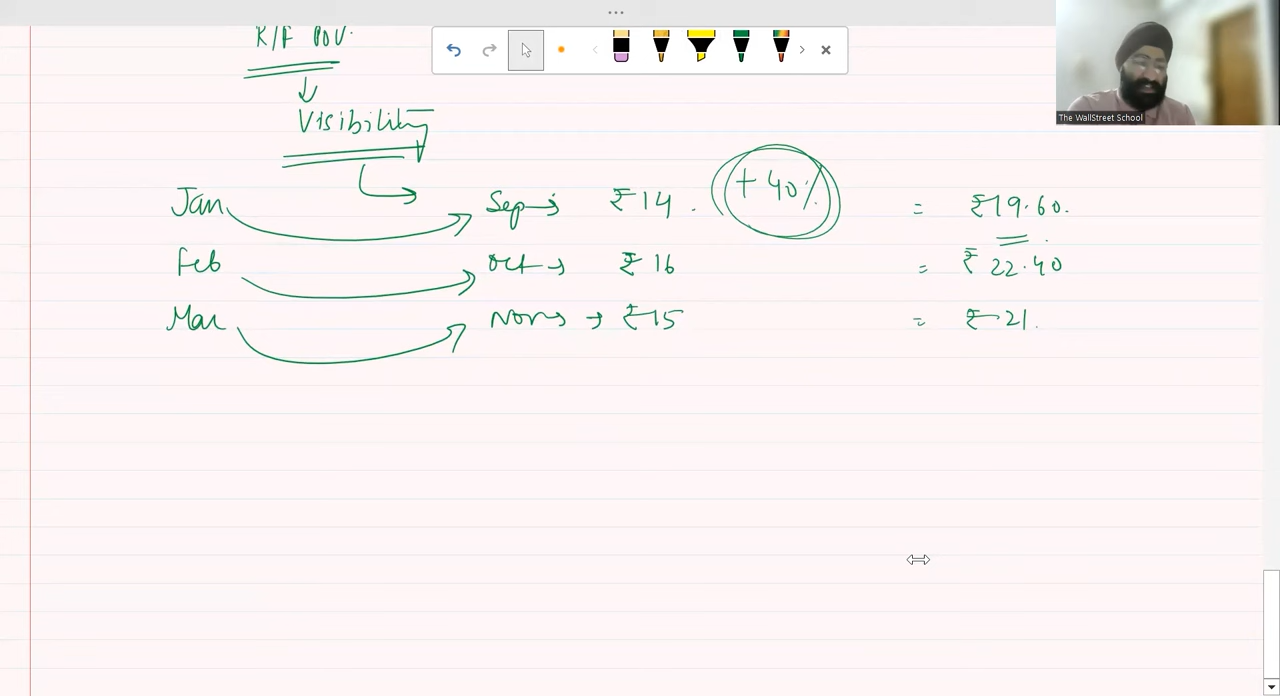 R/F POV.
The WallStreet School
Visibility
Jan Sep → ₹ 14 . +40% = ₹19.60.
Feb Oct → ₹ 16 = ₹ 22.40
Mar Nov → ₹15 = ₹ 21.